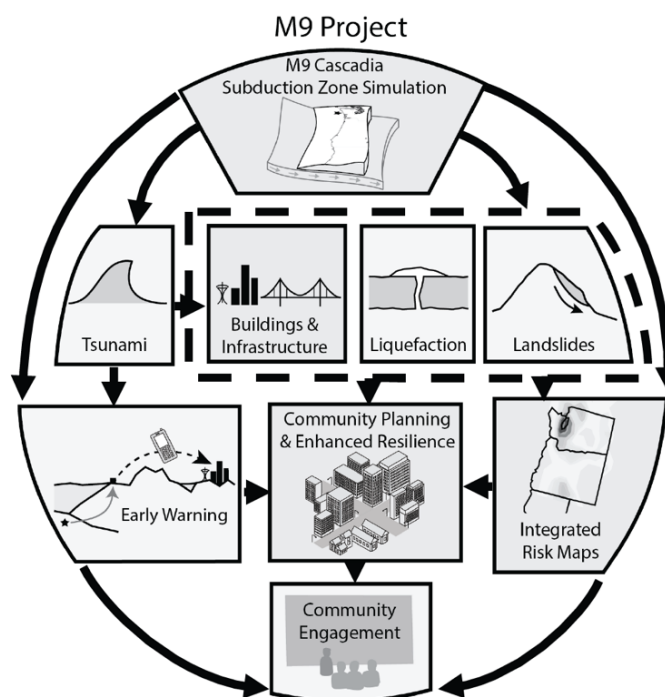 M9 Project
M9 Cascadia
Subduction Zone Simulation
Tsunami
Buildings &
Infrastructure
Liquefaction
Landslides
Early Warning
Community Planning
& Enhanced Resilience
Integrated
Risk Maps
Community
Engagement